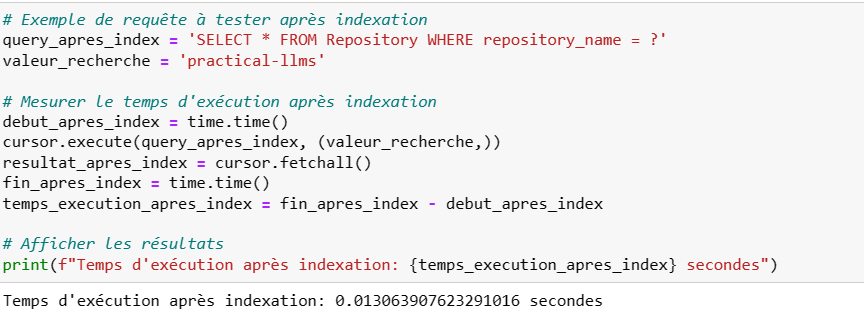 # Exemple de requête à tester après indexation
query_apres_index = 'SELECT * FROM Repository WHERE repository_name = ?'
valeur_recherche = 'practical-llms'
# Mesurer le temps d'exécution après indexation
debut_apres_index = time.time()
cursor.execute(query_apres_index, (valeur_recherche,))
resultat_apres_index = cursor.fetchall()
fin_apres_index = time.time()
temps_execution_apres_index = fin_apres_index - debut_apres_index
# Afficher les résultats
print(f"Temps d'exécution après indexation: {temps_execution_apres_index} secondes")
Temps d'exécution après indexation: 0.013063907623291016 secondes